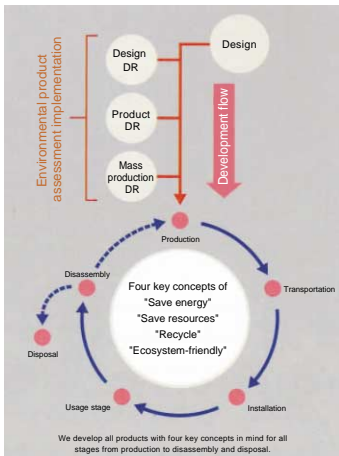 Environmental product
assessment implementation
Design
DR
Product
DR
Mass
production
DR
Design
Development flow
Production
Transportation
Installation
Usage stage
Disassembly
Disposal
Four key concepts of
"Save energy"
"Save resources"
"Recycle"
"Ecosystem-friendly"
We develop all products with four key concepts in mind for all
stages from production to disassembly and disposal.